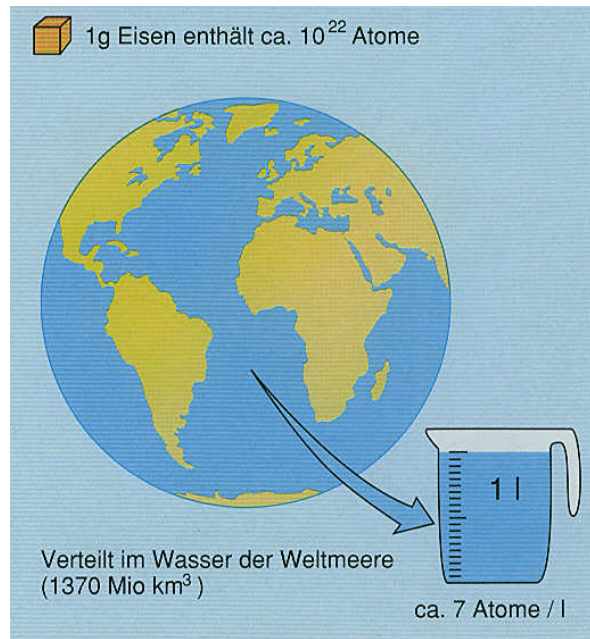 1g Eisen enthält ca. 10²² Atome
1 l
Verteilt im Wasser der Weltmeere
(1370 Mio km³)
ca. 7 Atome / l